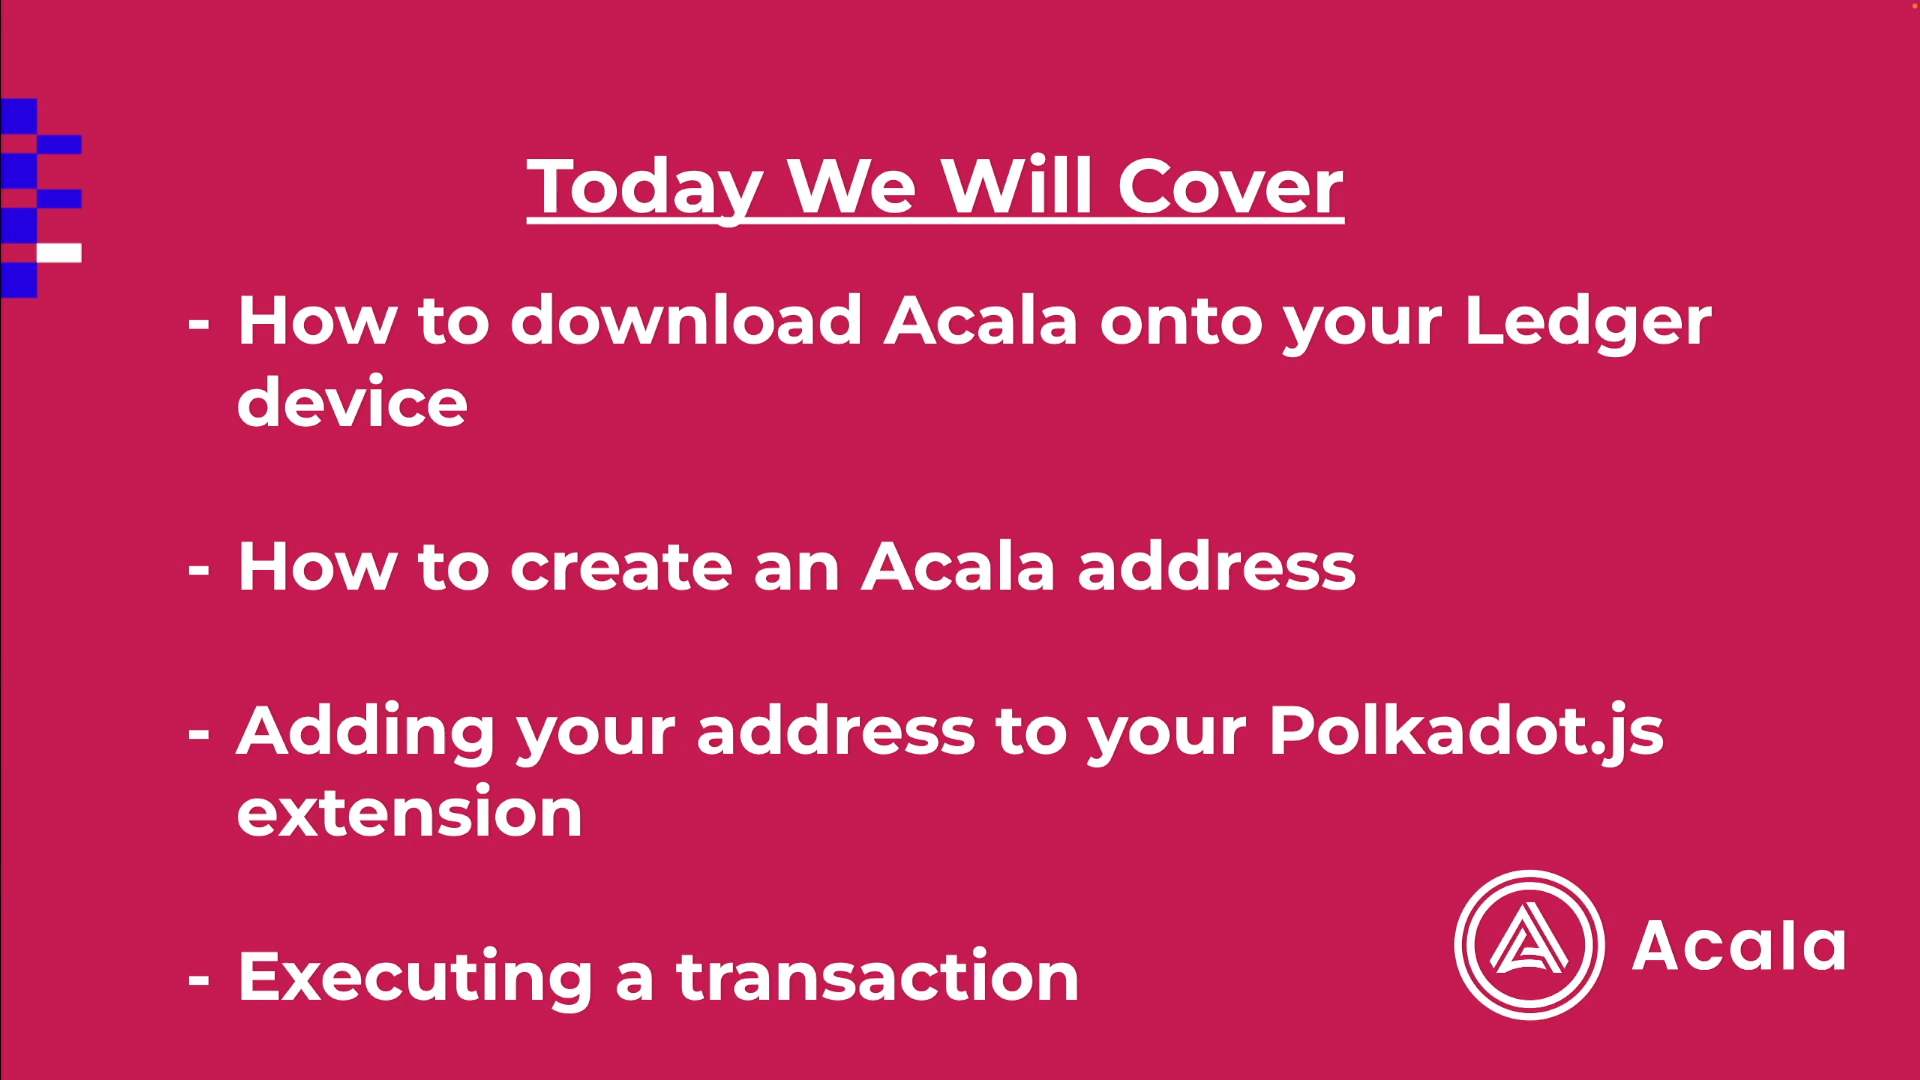 Today We Will Cover
- How to download Acala onto your Ledger
device
- How to create an Acala address
- Adding your address to your Polkadot.js
extension
- Executing a transaction
Acala